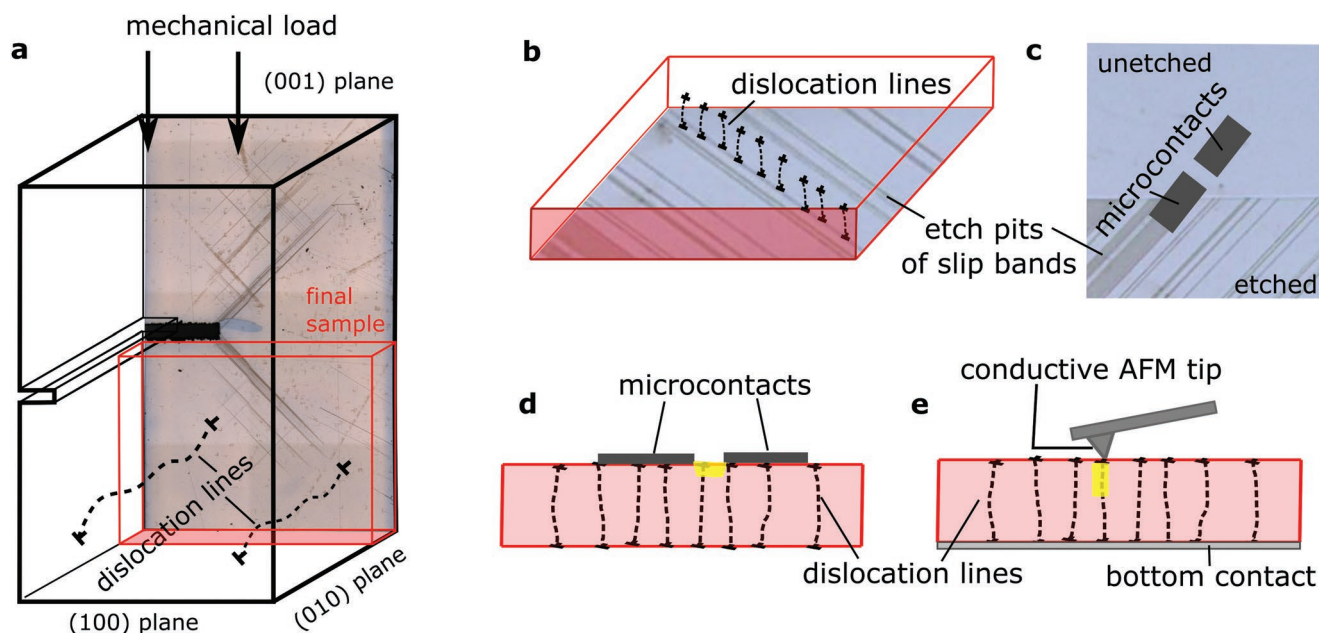 a
mechanical load
(001) plane
final
sample
dislocation lines
(100) plane
(010) plane
b
dislocation lines
etch pits
of slip bands
c
unetched
microcontacts
etched
d
microcontacts
dislocation lines
e
conductive AFM tip
bottom contact